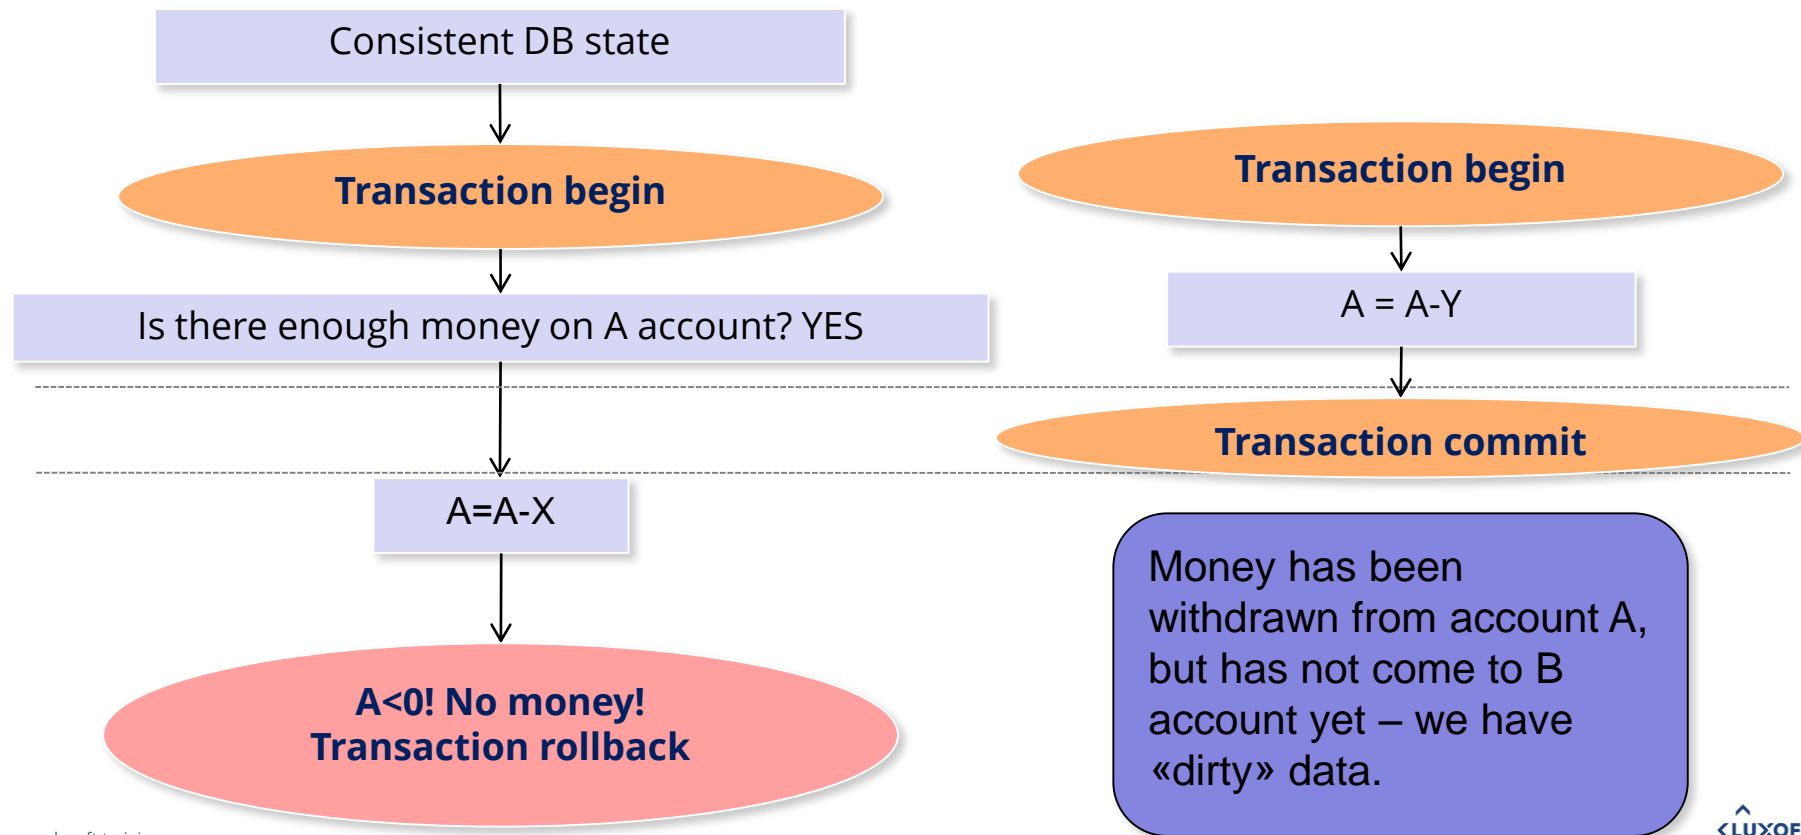 Consistent DB state
Transaction begin
Is there enough money on A account? YES
A=A-X
A<0! No money!
Transaction rollback
Transaction begin
A = A-Y
Transaction commit
Money has been
withdrawn from account A,
but has not come to B
account yet – we have
«dirty» data.
LUXOF